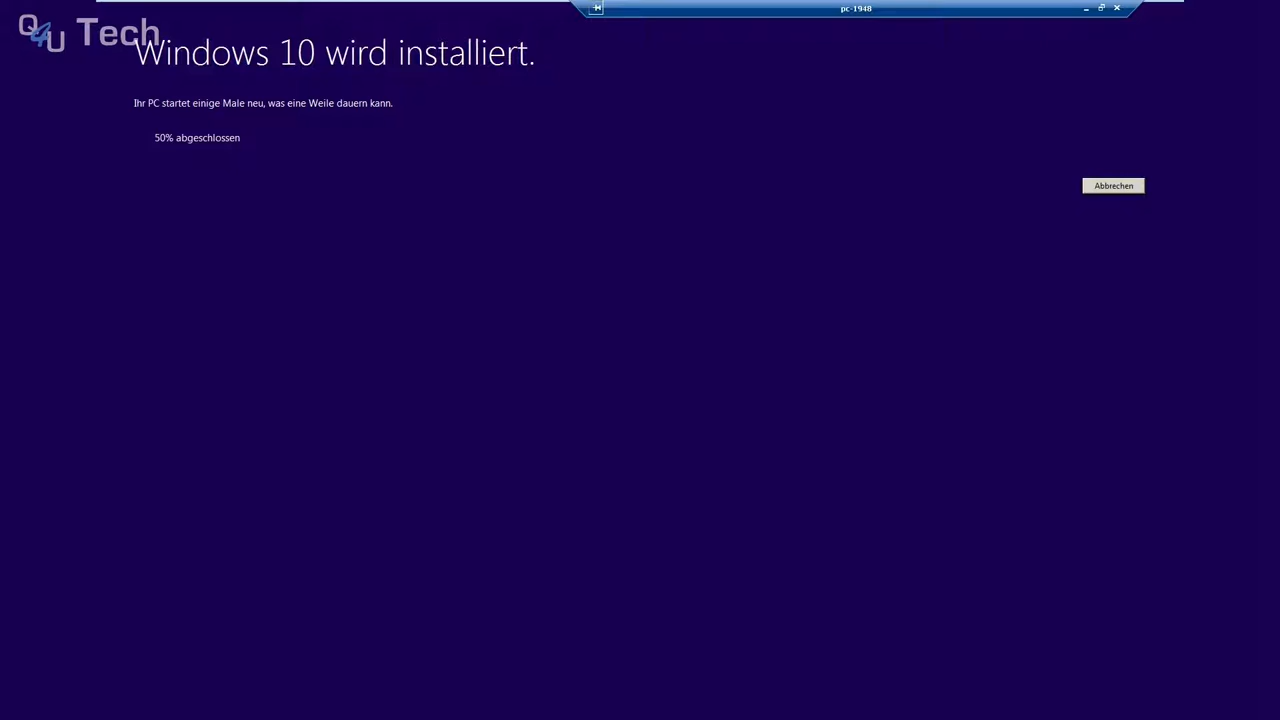 pc-1948
Q4U Tech
Windows 10 wird installiert.
Ihr PC startet einige Male neu, was eine Weile dauern kann.
50% abgeschlossen
Abbrechen